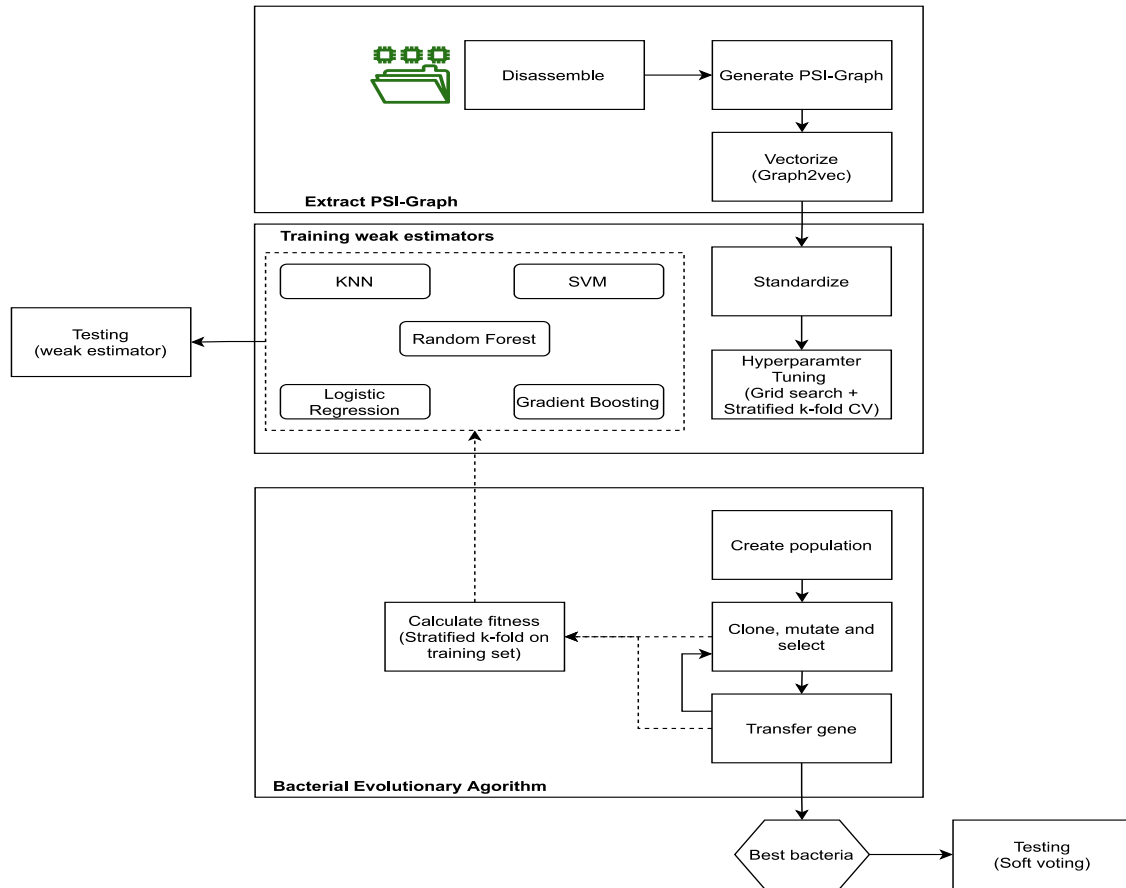 Disassemble
Generate PSI-Graph
Vectorize
(Graph2vec)
Extract PSI-Graph
Training weak estimators
KNN
SVM
Standardize
Testing
(weak estimator)
Random Forest
Hyperparamter
Tuning
(Grid search +
Stratified k-fold CV)
Logistic
Regression
Gradient Boosting
Create population
Calculate fitness
(Stratified k-fold on
training set)
Clone, mutate and
select
Transfer gene
Bacterial Evolutionary Agorithm
Best bacteria
Testing
(Soft voting)